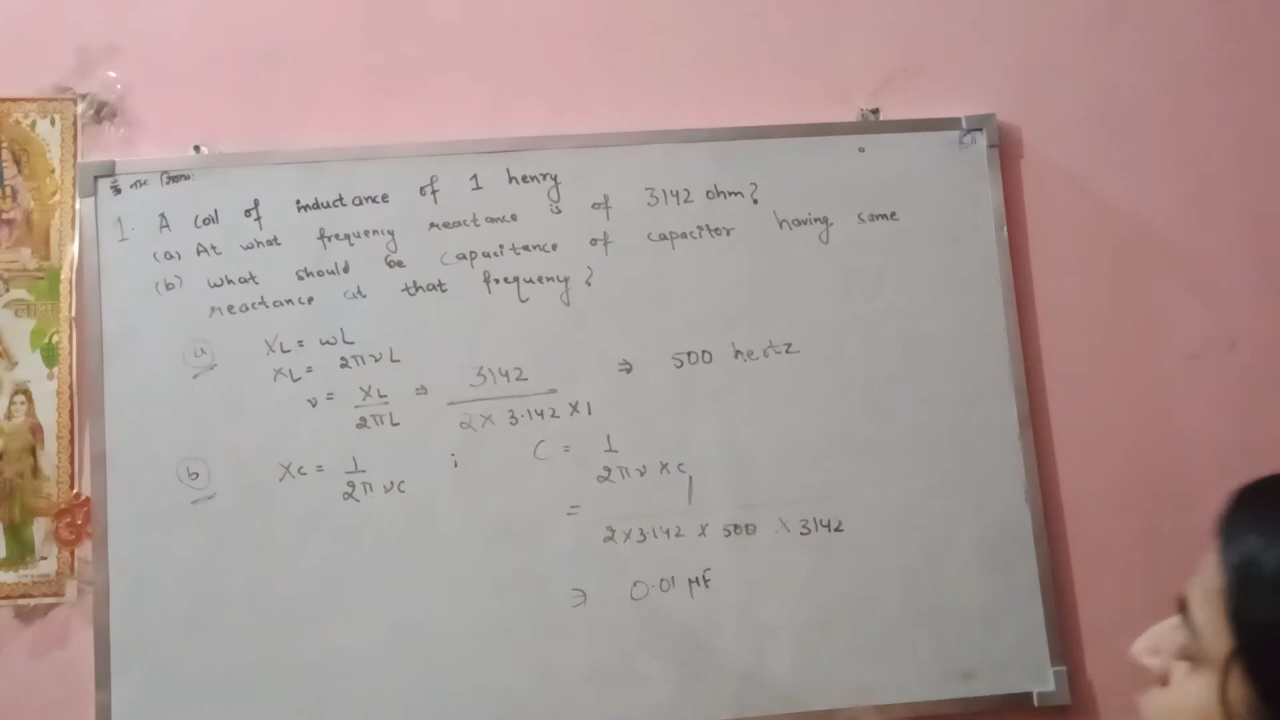 ॐ नमः शिवायः
1. A coil of inductance of 1 henry
(a) At what frequency reactance is of 3142 ohm?
(b) what should be capacitance of capacitor having same
reactance at that frequency?
a XL = ωL
XL = 2πνL
ν = XL/2πL ⇒ 3142/2×3.142×1 ⇒ 500 hertz
b Xc = 1/2πνc ; C = 1/2πν×c
= 1/2×3.142×500×3142
⇒ 0.01 μF
लाभ